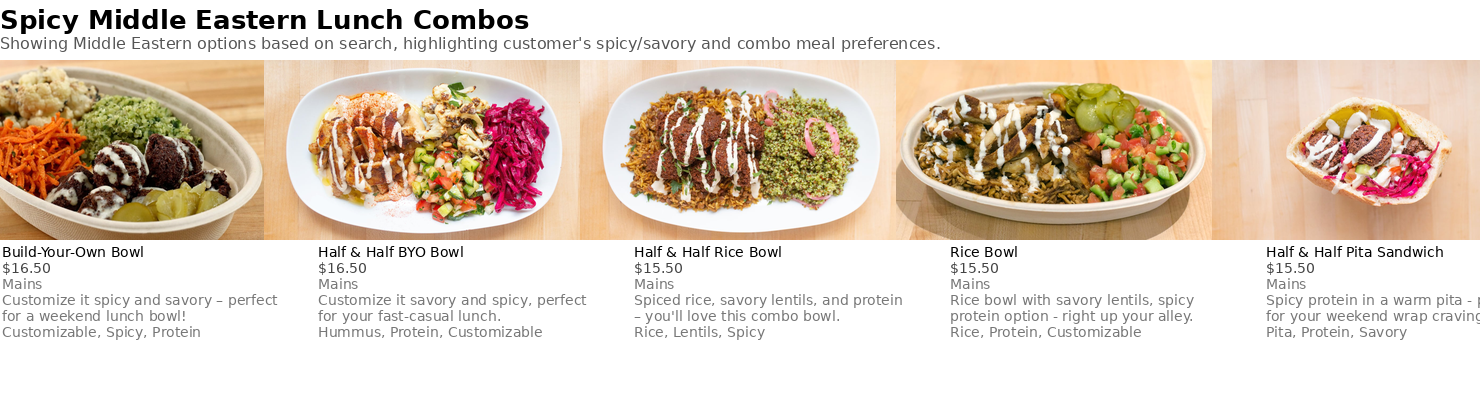 Spicy Middle Eastern Lunch Combos
Showing Middle Eastern options based on search, highlighting customer's spicy/savory and combo meal preferences.
Build-Your-Own Bowl
$16.50
Mains
Customize it spicy and savory – perfect
for a weekend lunch bowl!
Customizable, Spicy, Protein
Half & Half BYO Bowl
$16.50
Mains
Customize it savory and spicy, perfect
for your fast-casual lunch.
Hummus, Protein, Customizable
Half & Half Rice Bowl
$15.50
Mains
Spiced rice, savory lentils, and protein
– you'll love this combo bowl.
Rice, Lentils, Spicy
Rice Bowl
$15.50
Mains
Rice bowl with savory lentils, spicy
protein option - right up your alley.
Rice, Protein, Customizable
Half & Half Pita Sandwich
$15.50
Mains
Spicy protein in a warm pita -
for your weekend wrap
Pita, Protein, Savory